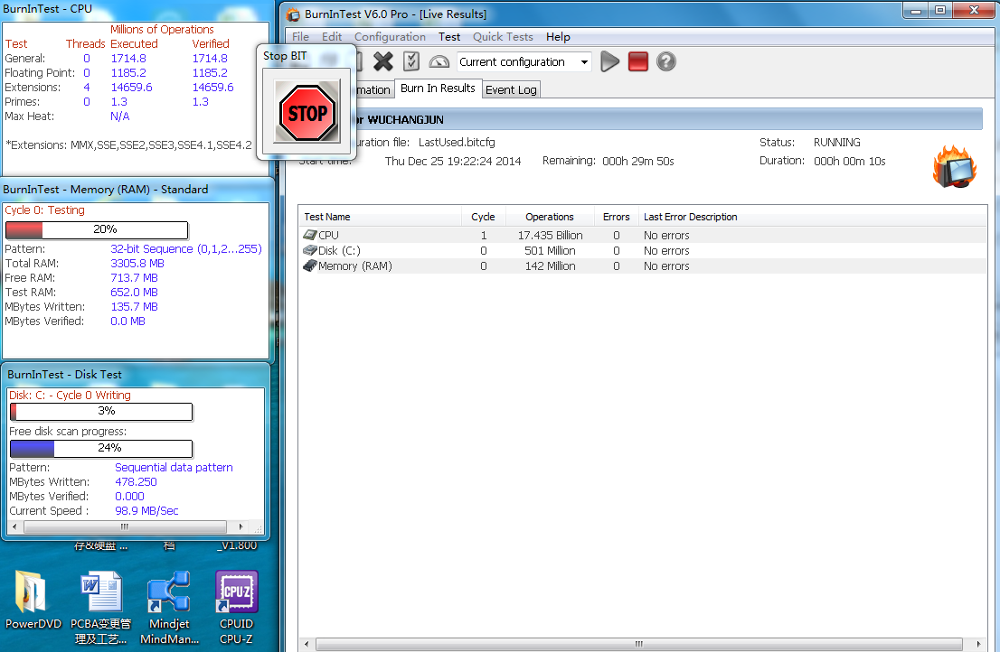 BurnInTest - CPU
Millions of Operations
Test Threads Executed Verified
General: 0 1714.8 1714.8
Floating Point: 0 1185.2 1185.2
Extensions: 4 14659.6 14659.6
Primes: 0 1.3 1.3
Max Heat: N/A
*Extensions: MMX,SSE,SSE2,SSE3,SSE4.1,SSE4.2
BurnInTest - Memory (RAM) - Standard
Cycle 0: Testing
20%
Pattern: 32-bit Sequence (0,1,2...255)
Total RAM: 3305.8 MB
Free RAM: 713.7 MB
Test RAM: 652.0 MB
MBytes Written: 135.7 MB
MBytes Verified: 0.0 MB
BurnInTest - Disk Test
Disk: C: - Cycle 0 Writing
3%
Free disk scan progress:
24%
Pattern: Sequential data pattern
MBytes Written: 478.250
MBytes Verified: 0.000
Current Speed : 98.9 MB/Sec
存&硬盘 ...
档
_V1.800
PowerDVD
PCBA变更管
理及工艺...
Mindjet
MindMan...
CPU-Z
CPUID
CPU-Z
Stop BIT
STOP
BurnInTest V6.0 Pro - [Live Results]
File Edit Configuration Test Quick Tests Help
Current configuration
mation Burn In Results Event Log
or WUCHANGJUN
uration file: LastUsed.bitcfg
Status: RUNNING
Start time: Thu Dec 25 19:22:24 2014 Remaining: 000h 29m 50s
Duration: 000h 00m 10s
Test Name Cycle Operations Errors Last Error Description
CPU 1 17.435 Billion 0 No errors
Disk (C:) 0 501 Million 0 No errors
Memory (RAM) 0 142 Million 0 No errors